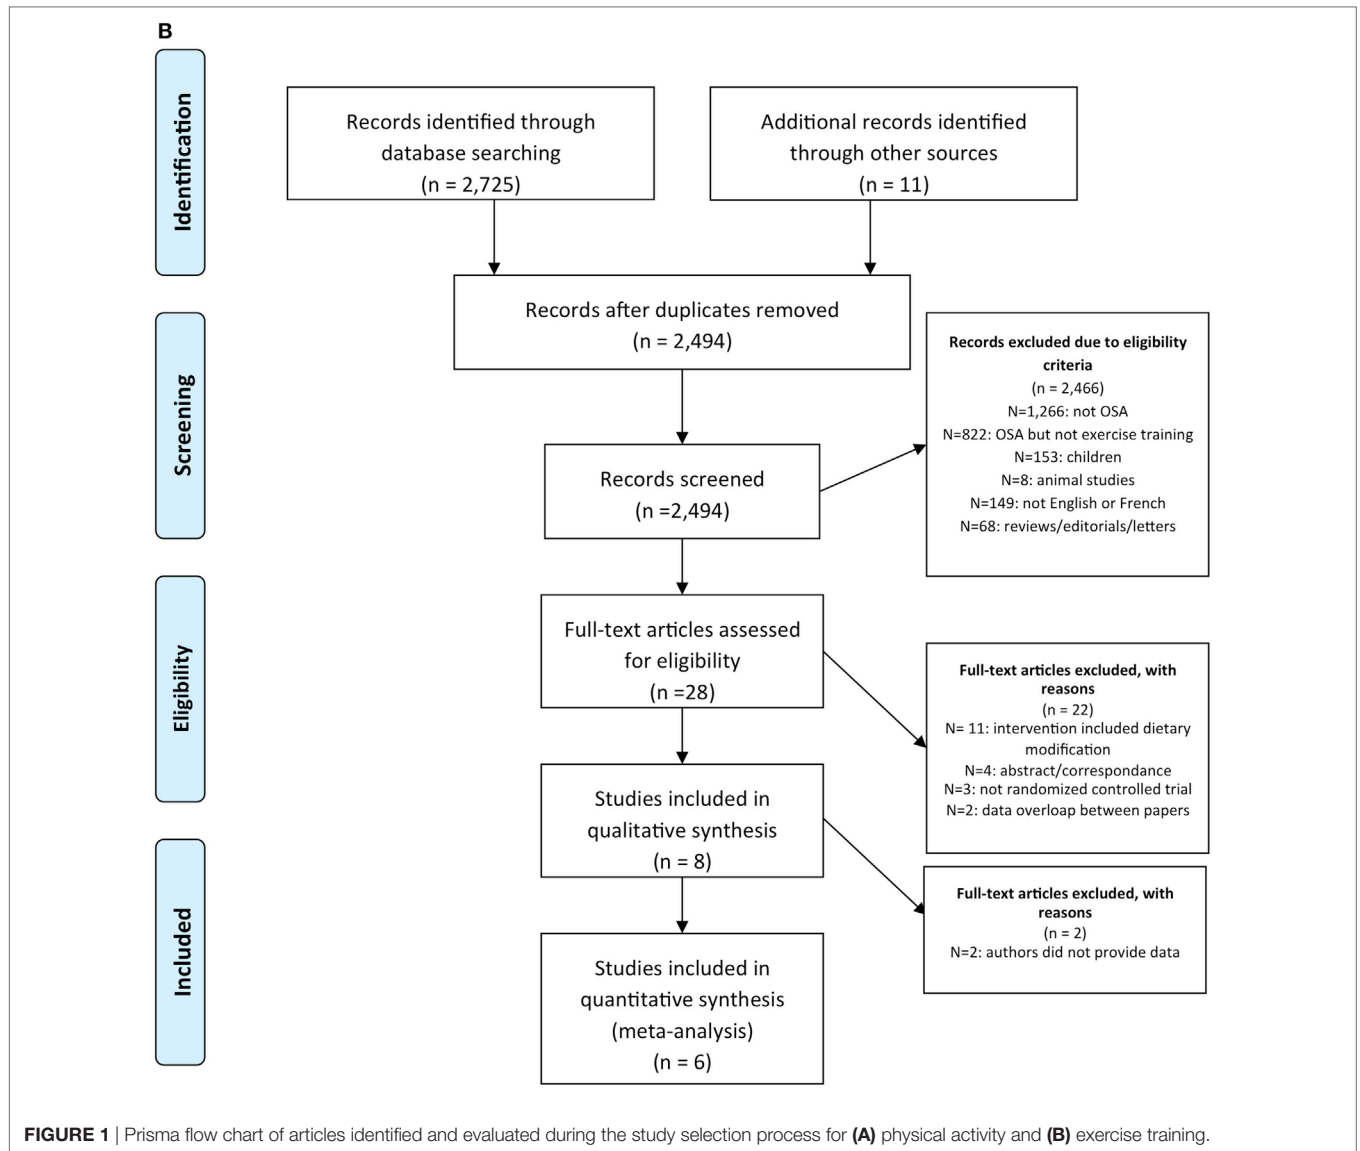 B
Identification
Records identified through
database searching
(n = 2,725)
Additional records identified
through other sources
(n = 11)
Records after duplicates removed
(n = 2,494)
Screening
Records screened
(n =2,494)
Records excluded due to eligibility
criteria
(n = 2,466)
N=1,266: not OSA
N=822: OSA but not exercise training
N=153: children
N=8: animal studies
N=149: not English or French
N=68: reviews/editorials/letters
Eligibility
Full-text articles assessed
for eligibility
(n =28)
Full-text articles excluded, with
reasons
(n = 22)
N= 11: intervention included dietary
modification
N=4: abstract/correspondance
N=3: not randomized controlled trial
N=2: data overloap between papers
Studies included in
qualitative synthesis
(n = 8)
Included
Full-text articles excluded, with
reasons
(n = 2)
N=2: authors did not provide data
Studies included in
quantitative synthesis
(meta-analysis)
(n = 6)
FIGURE 1 | Prisma flow chart of articles identified and evaluated during the study selection process for (A) physical activity and (B) exercise training.